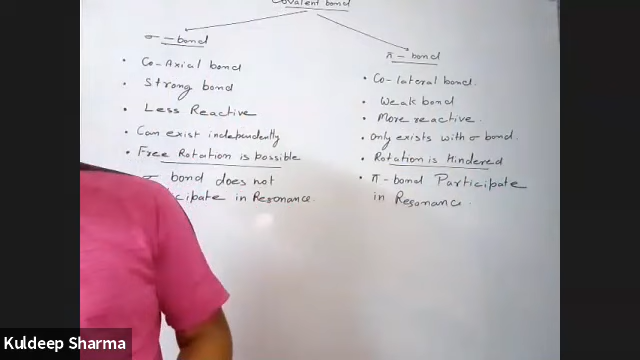 Covalent bond
σ-bond
• Co-Axial bond
• Strong bond
• Less Reactive
• Can exist independently
• Free Rotation is possible
σ bond does not
cipate in Resonance.
π-bond
• Co-lateral bond.
• Weak bond
• More reactive.
• Only exists with σ bond.
• Rotation is Hindered
• π-bond Participate
in Resonance.
Kuldeep Sharma